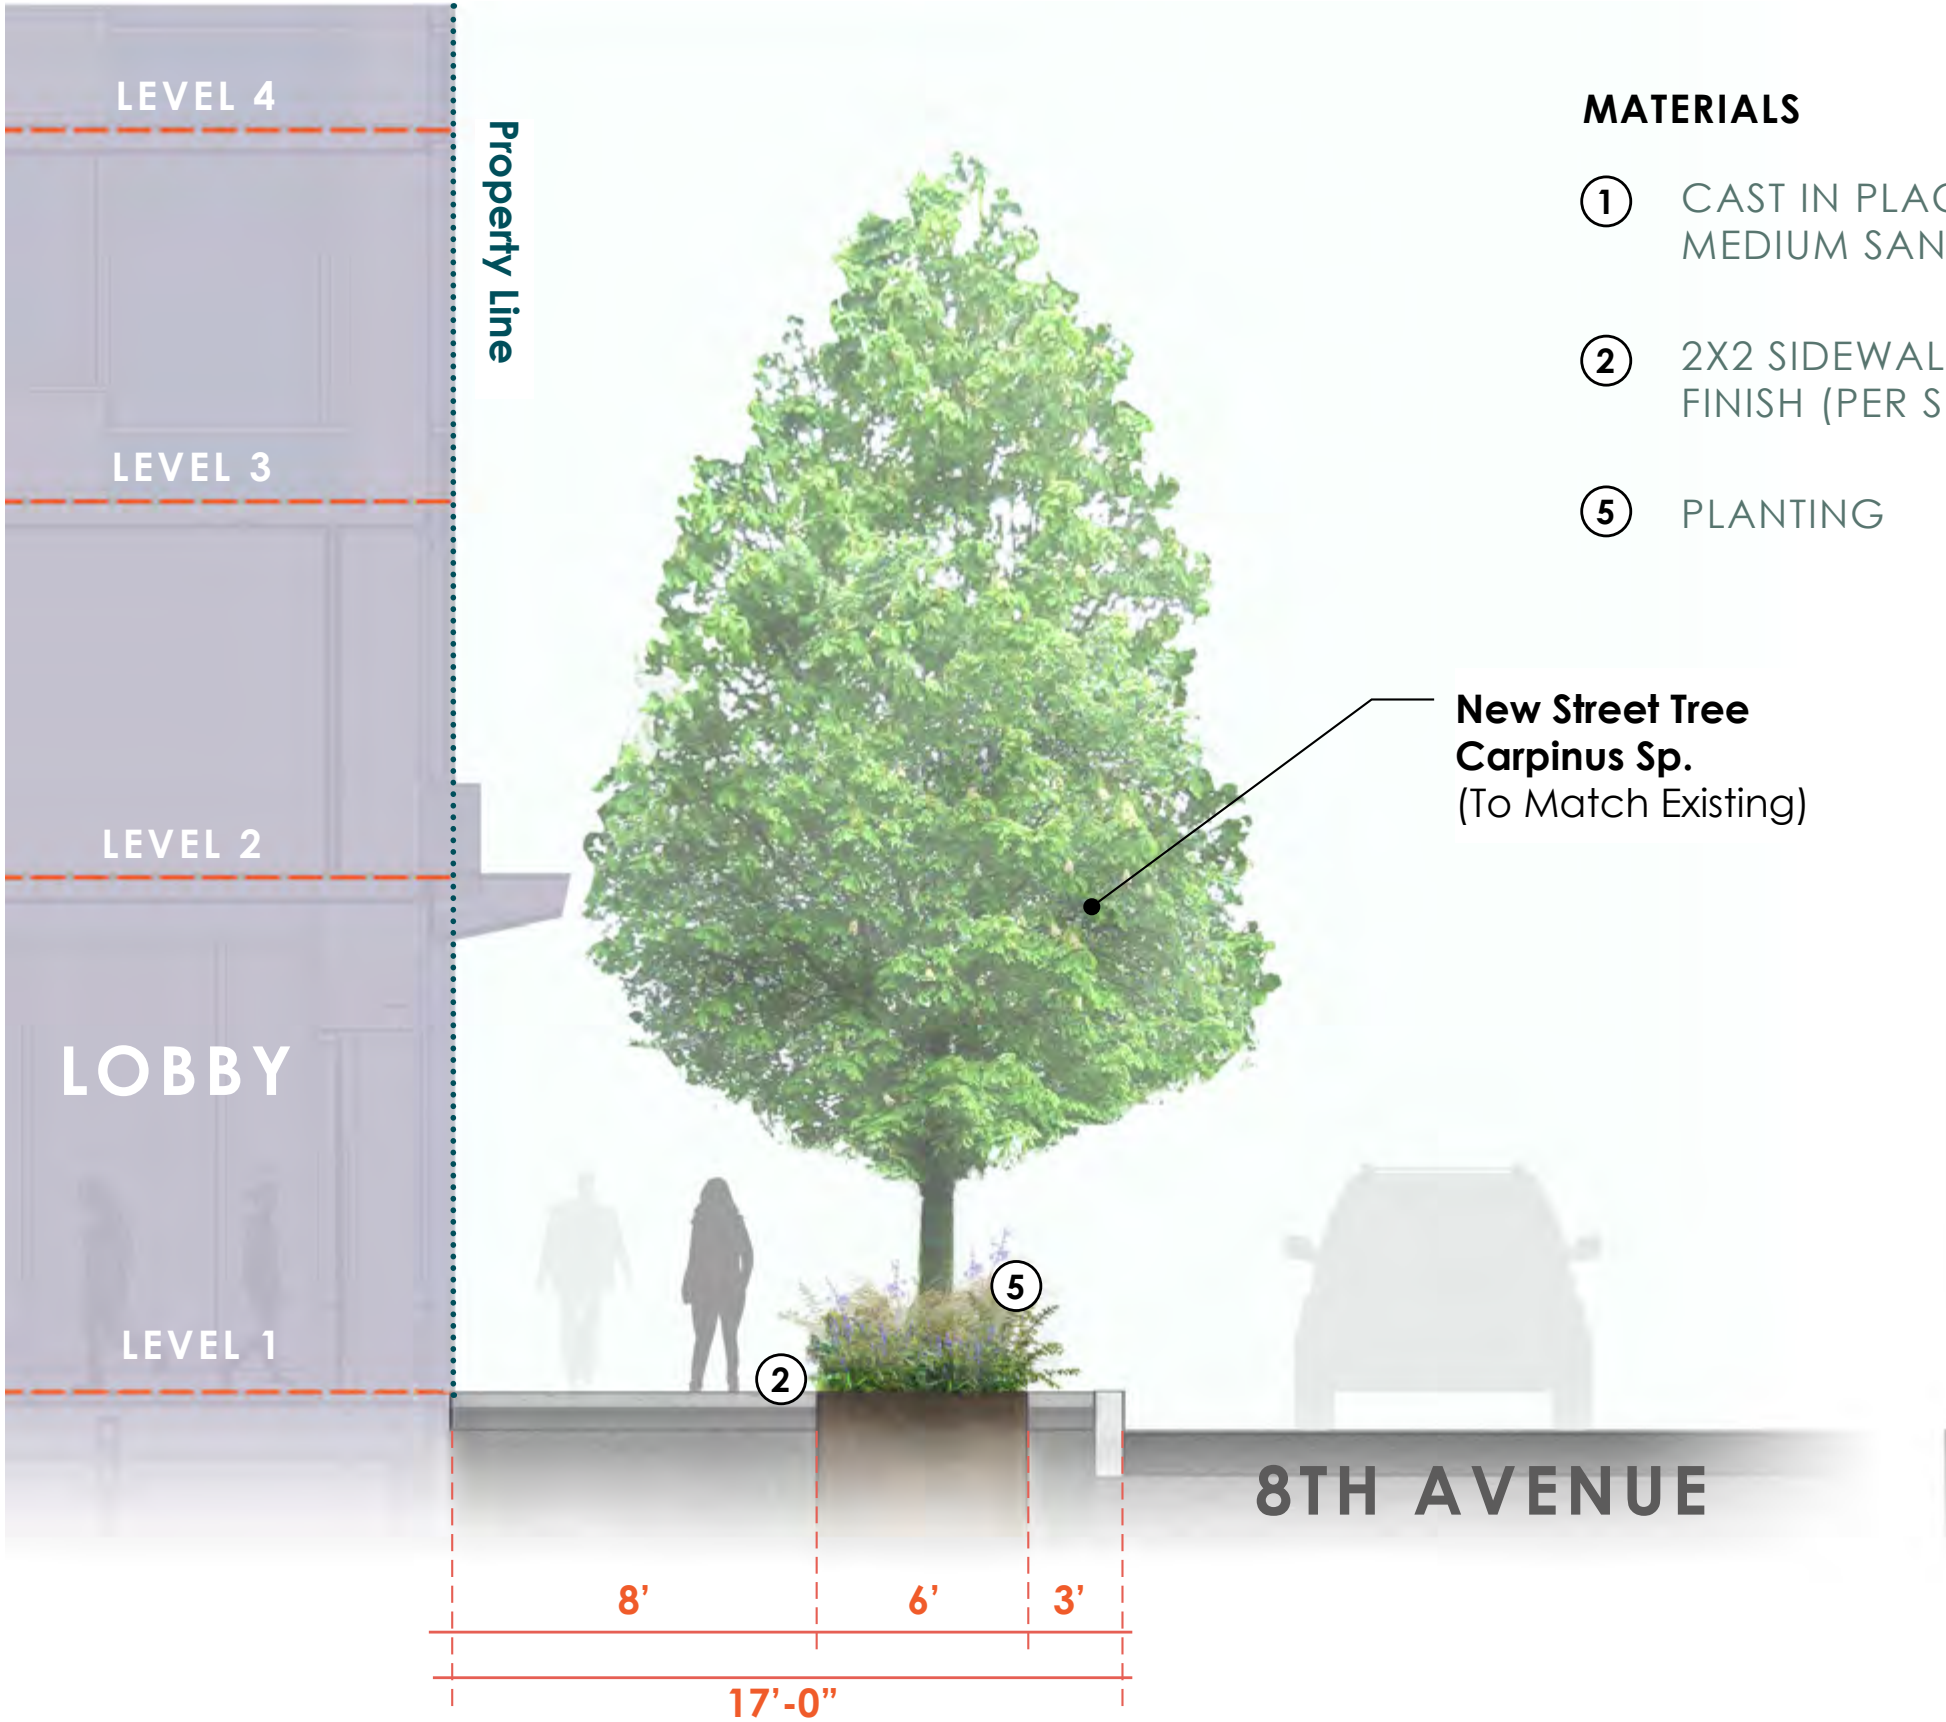 LEVEL 4
Property Line
LEVEL 3
LEVEL 2
LOBBY
LEVEL 1
MATERIALS
1 CAST IN PLAC
MEDIUM SAN
2 2X2 SIDEWAL
FINISH (PER S
5 PLANTING
New Street Tree
Carpinus Sp.
(To Match Existing)
5
2
8TH AVENUE
8’ 6’ 3’
17’-0”